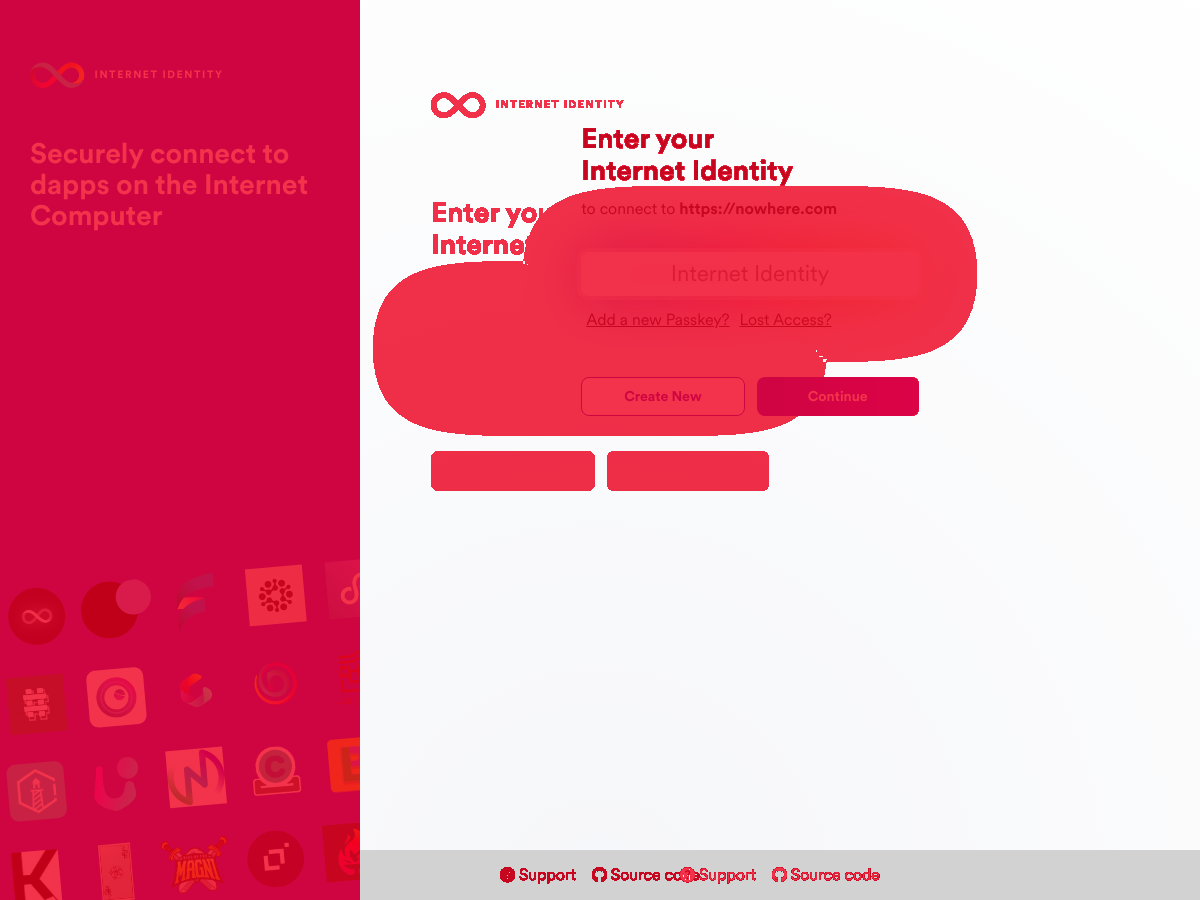 INTERNET IDENTITY
Securely connect to
dapps on the Internet
Computer
INTERNET IDENTITY
Enter your
Internet Identity
Enter you
Interne
to connect to https://nowhere.com
Internet Identity
Add a new Passkey? Lost Access?
Create New Continue
C
E
K
MAGNI
Support Source code Support Source code